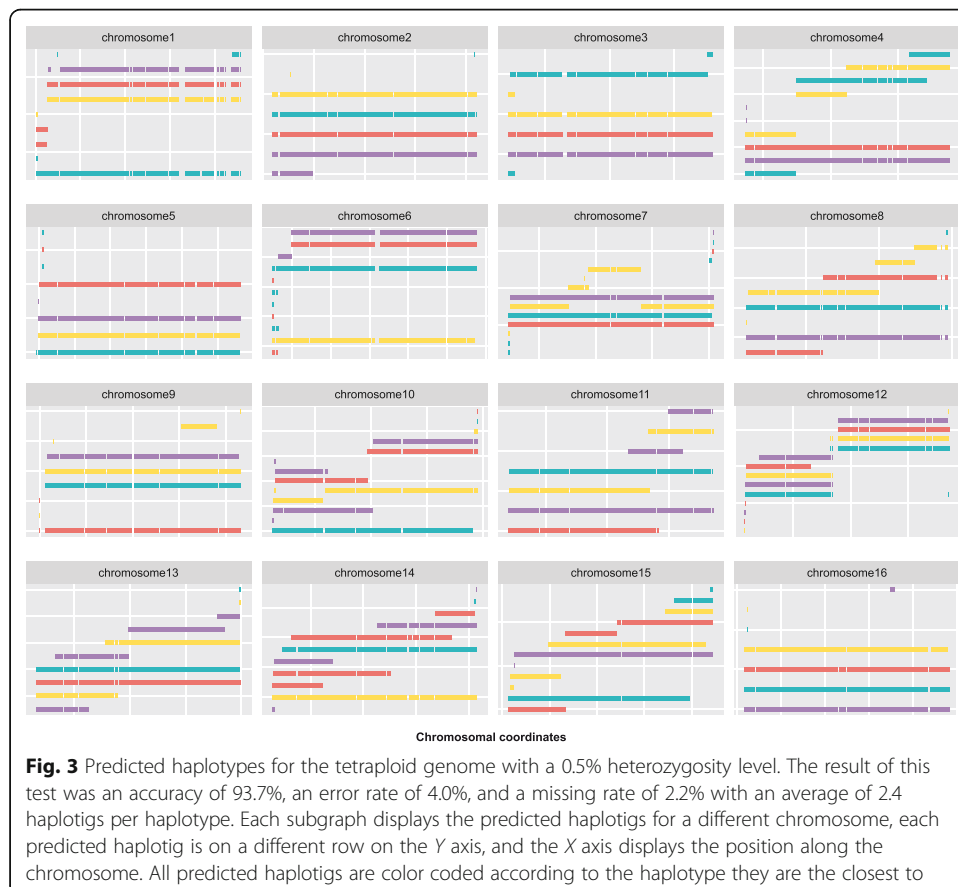 chromosome1 chromosome2 chromosome3 chromosome4
chromosome5 chromosome6 chromosome7 chromosome8
chromosome9 chromosome10 chromosome11 chromosome12
chromosome13 chromosome14 chromosome15 chromosome16
Chromosomal coordinates
Fig. 3 Predicted haplotypes for the tetraploid genome with a 0.5% heterozygosity level. The result of this
test was an accuracy of 93.7%, an error rate of 4.0%, and a missing rate of 2.2% with an average of 2.4
haplotigs per haplotype. Each subgraph displays the predicted haplotigs for a different chromosome, each
predicted haplotig is on a different row on the Y axis, and the X axis displays the position along the
chromosome. All predicted haplotigs are color coded according to the haplotype they are the closest to